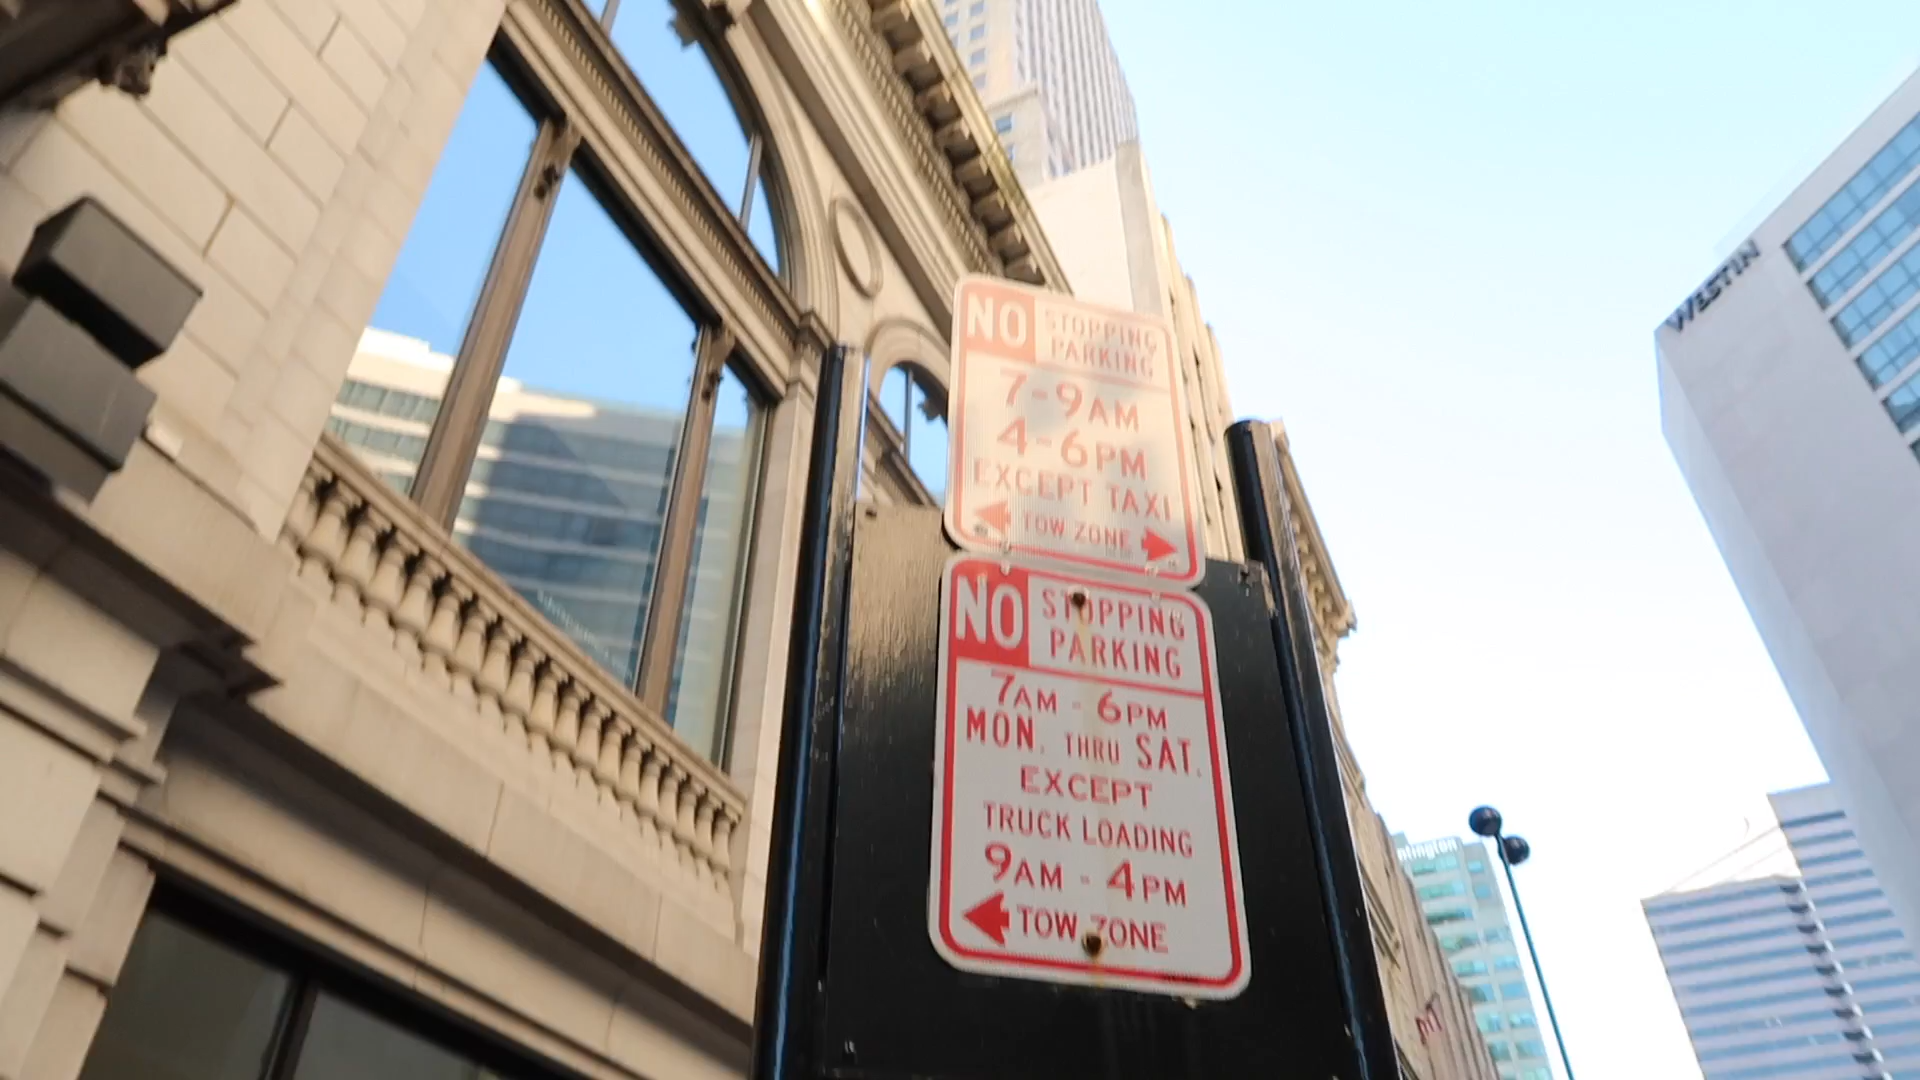 NO STOPPING
PARKING
7-9AM
4-6PM
EXCEPT TAXI
TOW ZONE
NO STOPPING
PARKING
7AM - 6PM
MON. THRU SAT.
EXCEPT
TRUCK LOADING
9AM - 4PM
TOW ZONE
WESTIN
ntington